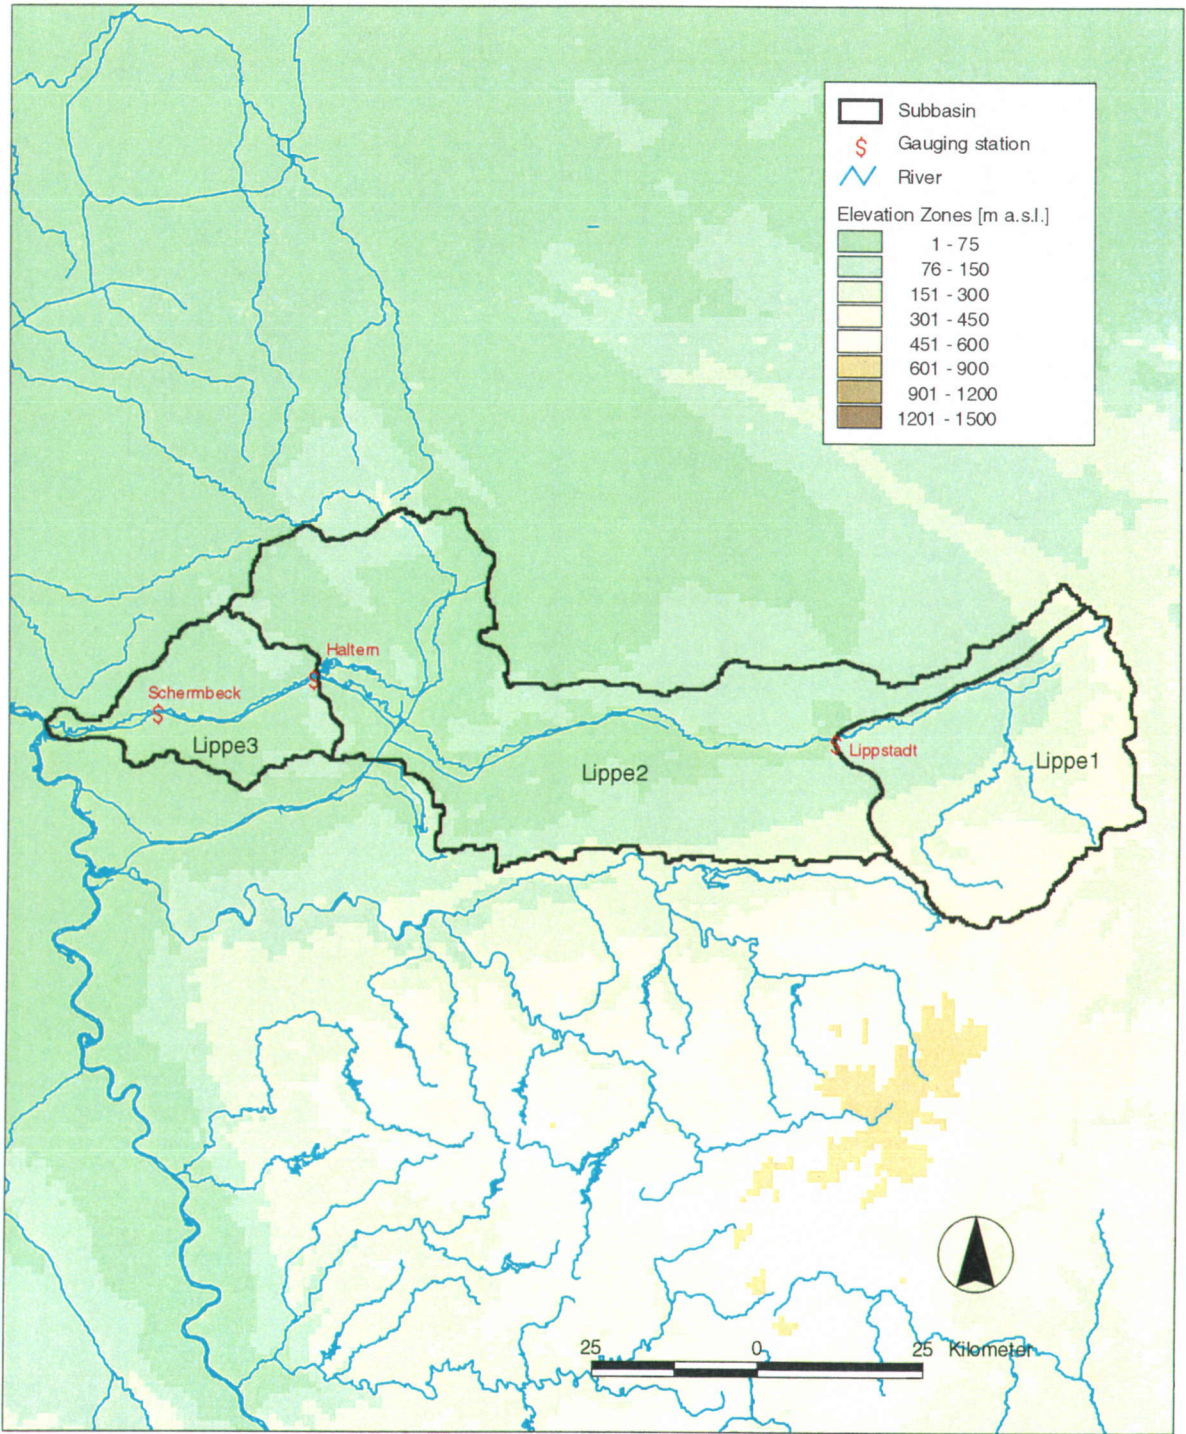 Subbasin
$ Gauging station
River
Elevation Zones [m a.s.l.]
1 - 75
76 - 150
151 - 300
301 - 450
451 - 600
601 - 900
901 - 1200
1201 - 1500
Haltern
$
Schermbeck
$
Lippe3
$ Lippstadt
Lippe1
Lippe2
25 0 25 Kilometer